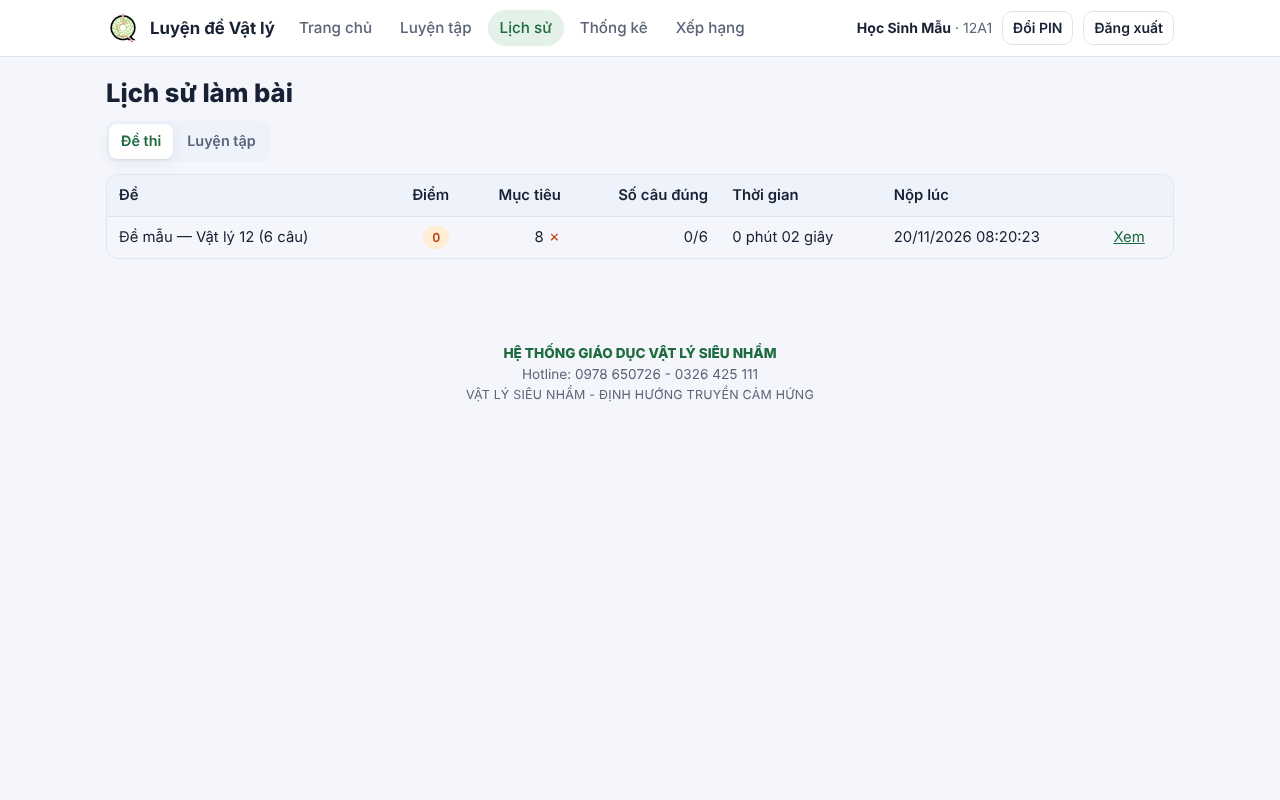 Luyện đề Vật lý Trang chủ Luyện tập Lịch sử Thống kê Xếp hạng Học Sinh Mẫu · 12A1 Đổi PIN Đăng xuất
Lịch sử làm bài
Đề thi Luyện tập
Đề Điểm Mục tiêu Số câu đúng Thời gian Nộp lúc
Đề mẫu — Vật lý 12 (6 câu) 0 8 × 0/6 0 phút 02 giây 20/11/2026 08:20:23 Xem
HỆ THỐNG GIÁO DỤC VẬT LÝ SIÊU NHẨM
Hotline: 0978 650726 - 0326 425 111
VẬT LÝ SIÊU NHẨM - ĐỊNH HƯỚNG TRUYỀN CẢM HỨNG